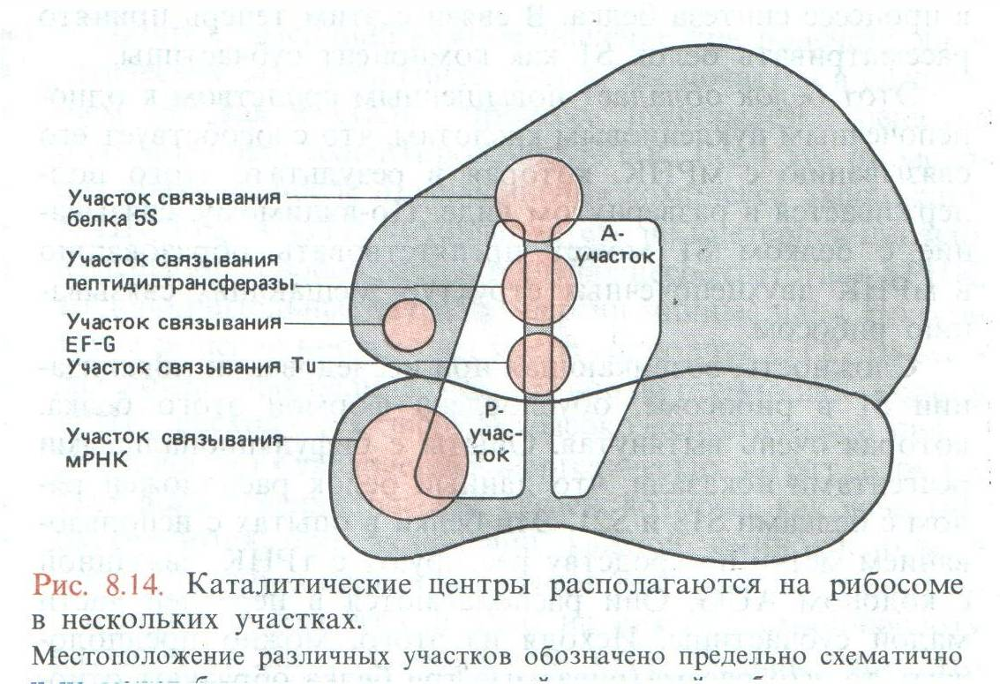 Участок связывания
белка 5S
Участок связывания
пептидилтрансферазы
Участок связывания
EF-G
Участок связывания Tu
Участок связывания
мРНК
А-
участок
Р-
учас-
ток
Рис. 8.14. Каталитические центры располагаются на рибосоме
в нескольких участках.
Местоположение различных участков обозначено предельно схематично